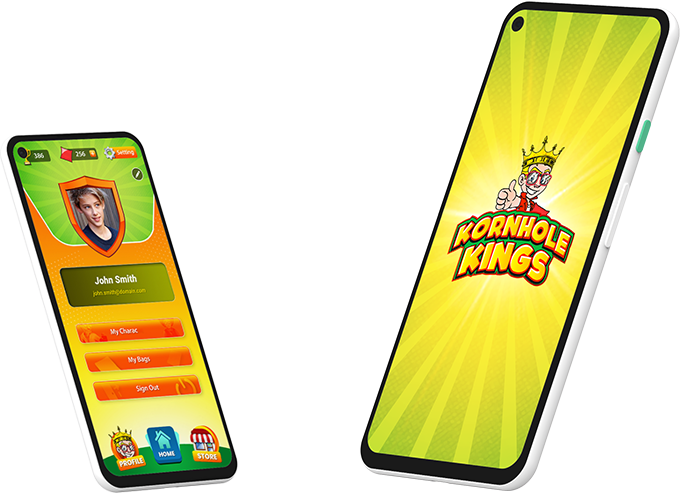 386
256
Setting
John Smith
john.smith@domain.com
My Charac
My Bags
Sign Out
PROFILE
HOME
STORE
KORNHOLE
KINGS